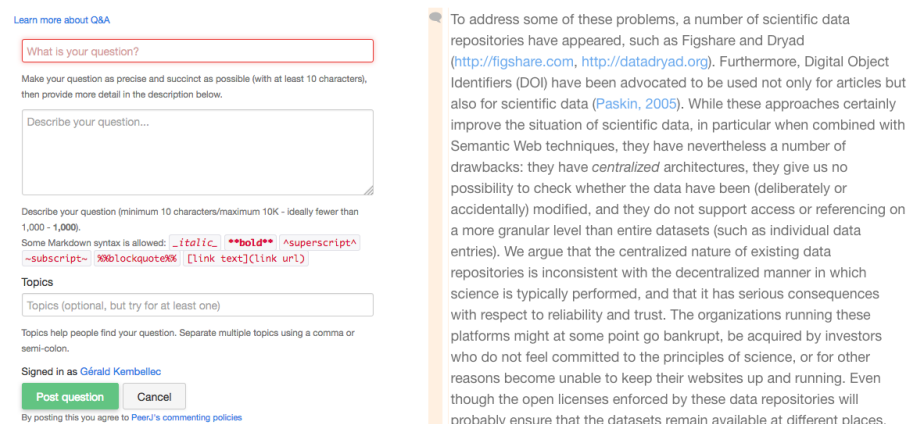 Learn more about Q&A
What is your question?
Make your question as precise and succinct as possible (with at least 10 characters),
then provide more detail in the description below.
Describe your question...
Describe your question (minimum 10 characters/maximum 10K - ideally fewer than
1,000 - 1,000).
Some Markdown syntax is allowed: _italic_ **bold** ^superscript^
~subscript~ %%blockquote%% [link text](link url)
Topics
Topics (optional, but try for at least one)
Topics help people find your question. Separate multiple topics using a comma or
semi-colon.
Signed in as Gérald Kembellec
Post question Cancel
By posting this you agree to PeerJ's commenting policies
To address some of these problems, a number of scientific data
repositories have appeared, such as Figshare and Dryad
(http://figshare.com, http://datadryad.org). Furthermore, Digital Object
Identifiers (DOI) have been advocated to be used not only for articles but
also for scientific data (Paskin, 2005). While these approaches certainly
improve the situation of scientific data, in particular when combined with
Semantic Web techniques, they have nevertheless a number of
drawbacks: they have centralized architectures, they give us no
possibility to check whether the data have been (deliberately or
accidentally) modified, and they do not support access or referencing on
a more granular level than entire datasets (such as individual data
entries). We argue that the centralized nature of existing data
repositories is inconsistent with the decentralized manner in which
science is typically performed, and that it has serious consequences
with respect to reliability and trust. The organizations running these
platforms might at some point go bankrupt, be acquired by investors
who do not feel committed to the principles of science, or for other
reasons become unable to keep their websites up and running. Even
though the open licenses enforced by these data repositories will
probably ensure that the datasets remain available at different places,